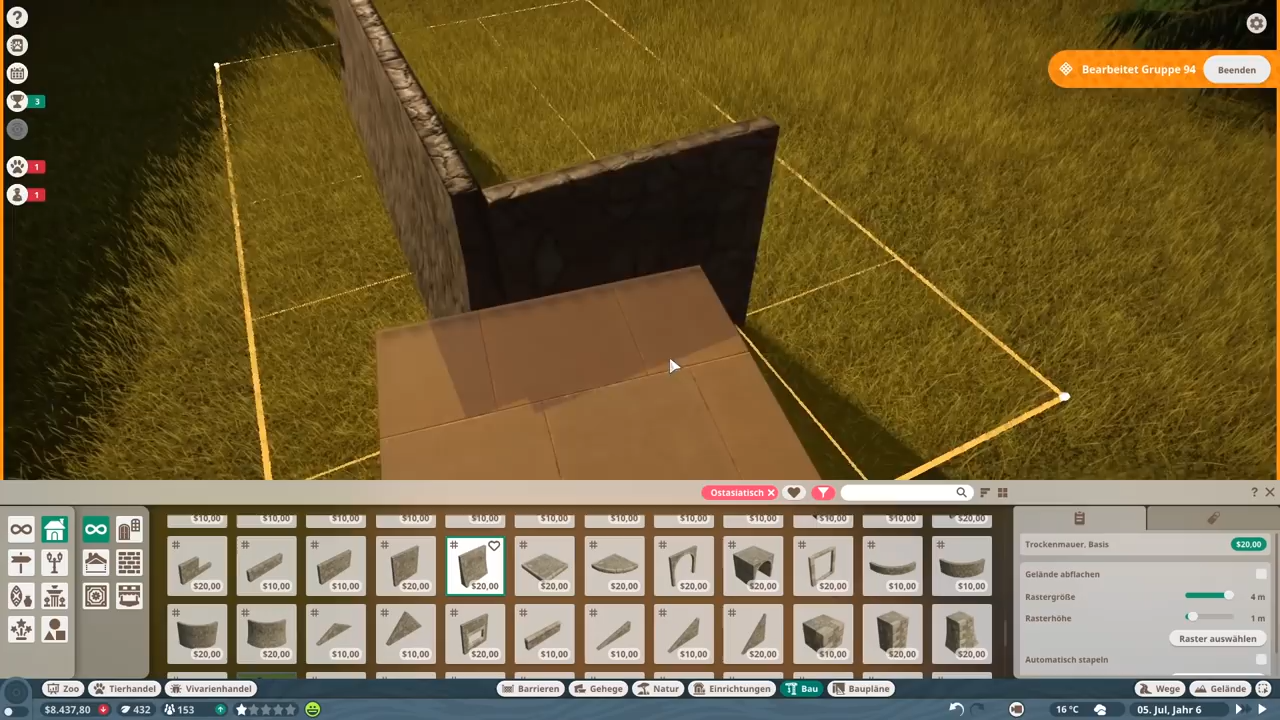 ?
3
1
1
Bearbeitet Gruppe 94
Beenden
Ostasiatisch ×
? ×
$10,00 $10,00 $10,00 $10,00 $10,00 $10,00 $10,00 $10,00 $10,00 $10,00 $10,00 $20,00
$20,00 $10,00 $10,00 $20,00 $20,00 $20,00 $20,00 $20,00 $20,00 $20,00 $10,00 $10,00
$20,00 $20,00 $10,00 $10,00 $20,00 $10,00 $10,00 $10,00 $20,00 $10,00 $20,00 $20,00
Trockenmauer, Basis $20,00
Gelände abflachen
Rastergröße 4 m
Rasterhöhe 1 m
Raster auswählen
Automatisch stapeln
Zoo Tierhandel Vivarienhandel Barrieren Gehege Natur Einrichtungen Bau Baupläne Wege Gelände
$8.437,80 432 153 16 °C 05. Jul, Jahr 6